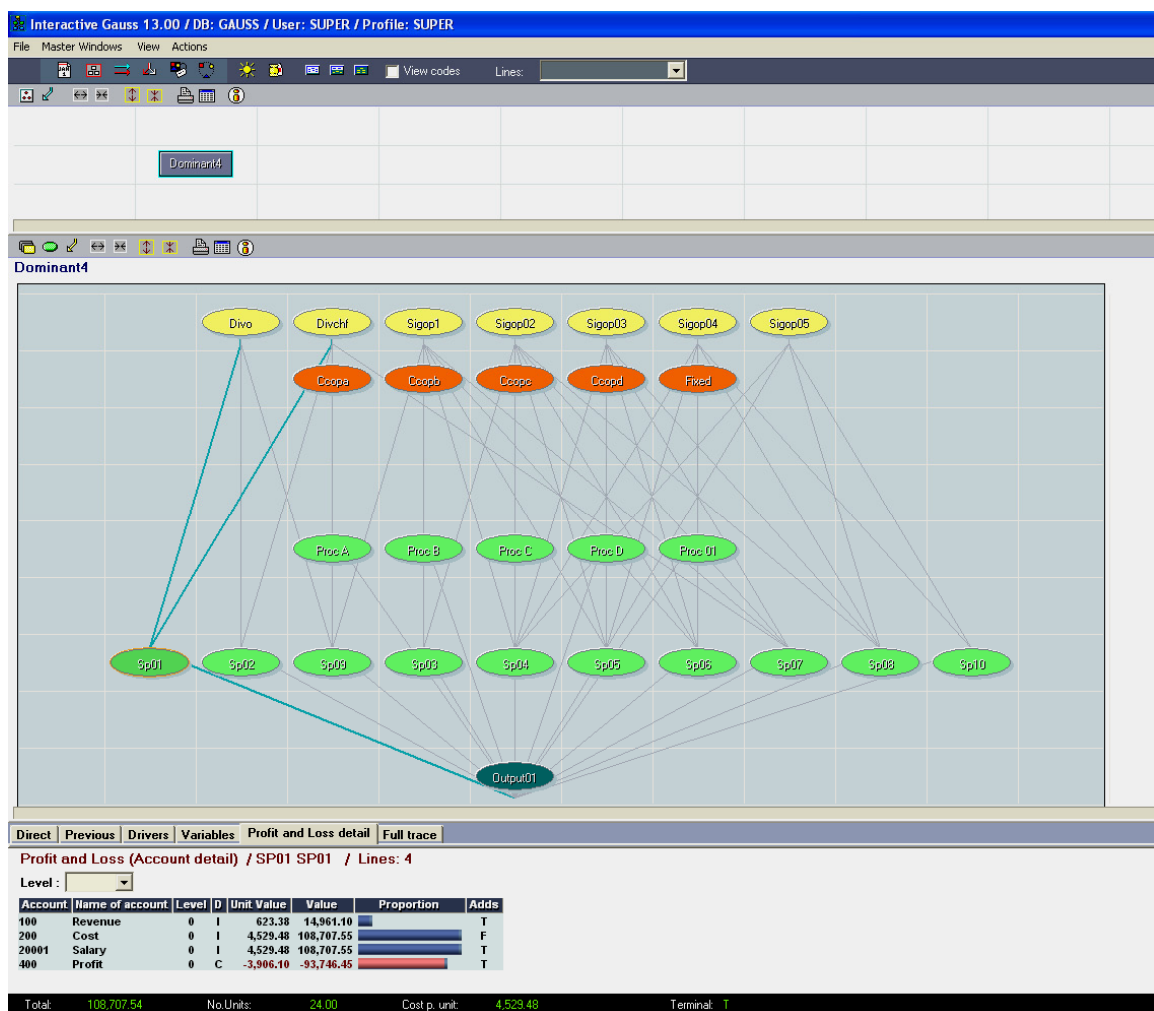 Interactive Gauss 13.00 / DB: GAUSS / User: SUPER / Profile: SUPER
File Master Windows View Actions
View codes Lines:
Dominant4
Dominant4
Divo Divchf Sigop1 Sigop02 Sigop03 Sigop04 Sigop05
Ccopa Ccopb Ccopc Ccopd Fixed
Proc A Proc B Proc C Proc D Proc 01
Sp01 Sp02 Sp09 Sp03 Sp04 Sp05 Sp06 Sp07 Sp08 Sp10
Output01
Direct Previous Drivers Variables Profit and Loss detail Full trace
Profit and Loss (Account detail) / SP01 SP01 / Lines: 4
Level :
Account Name of account Level D Unit Value Value Proportion Adds
100 Revenue 0 I 623.38 14,961.10 T
200 Cost 0 I 4,529.48 108,707.55 F
20001 Salary 0 I 4,529.48 108,707.55 T
400 Profit 0 C -3,906.10 -93,746.45 T
Total: 108,707.54 No.Units: 24.00 Cost p. unit: 4,529.48 Terminal: T